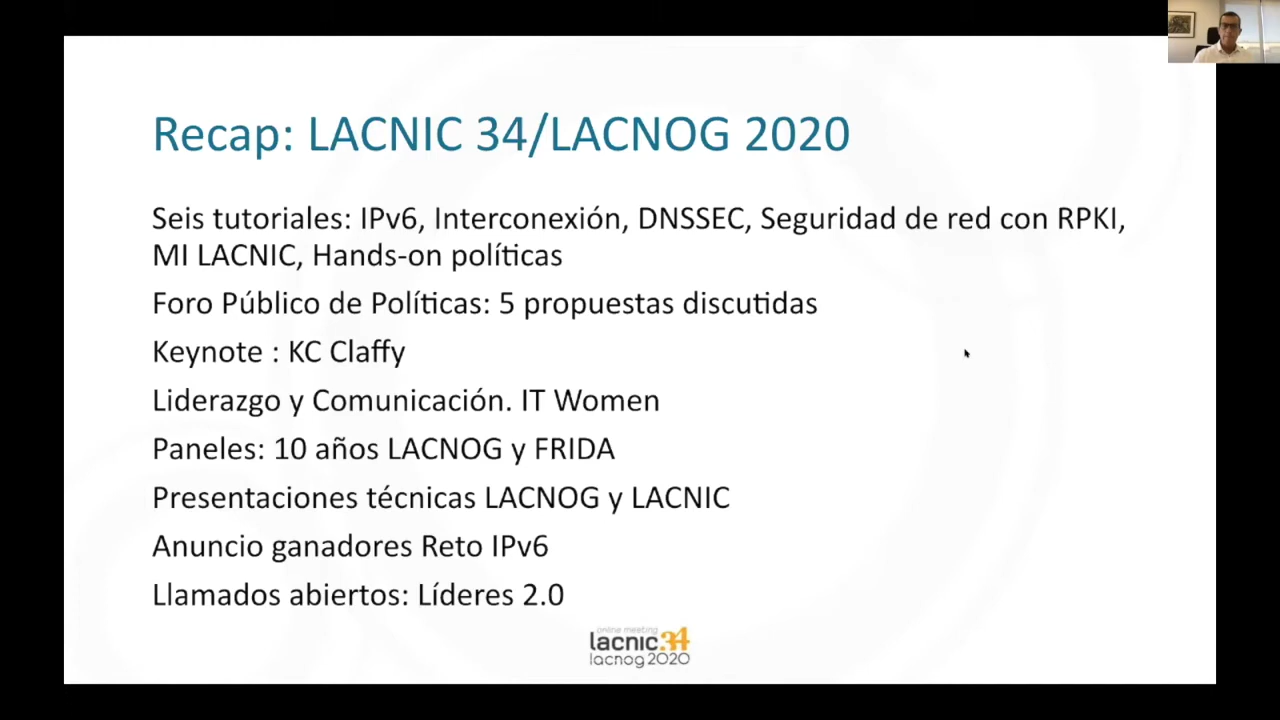 Recap: LACNIC 34/LACNOG 2020
Seis tutoriales: IPv6, Interconexión, DNSSEC, Seguridad de red con RPKI,
MI LACNIC, Hands-on políticas
Foro Público de Políticas: 5 propuestas discutidas
Keynote : KC Claffy
Liderazgo y Comunicación. IT Women
Paneles: 10 años LACNOG y FRIDA
Presentaciones técnicas LACNOG y LACNIC
Anuncio ganadores Reto IPv6
Llamados abiertos: Líderes 2.0
online meeting
lacnic.34
lacnog 2020